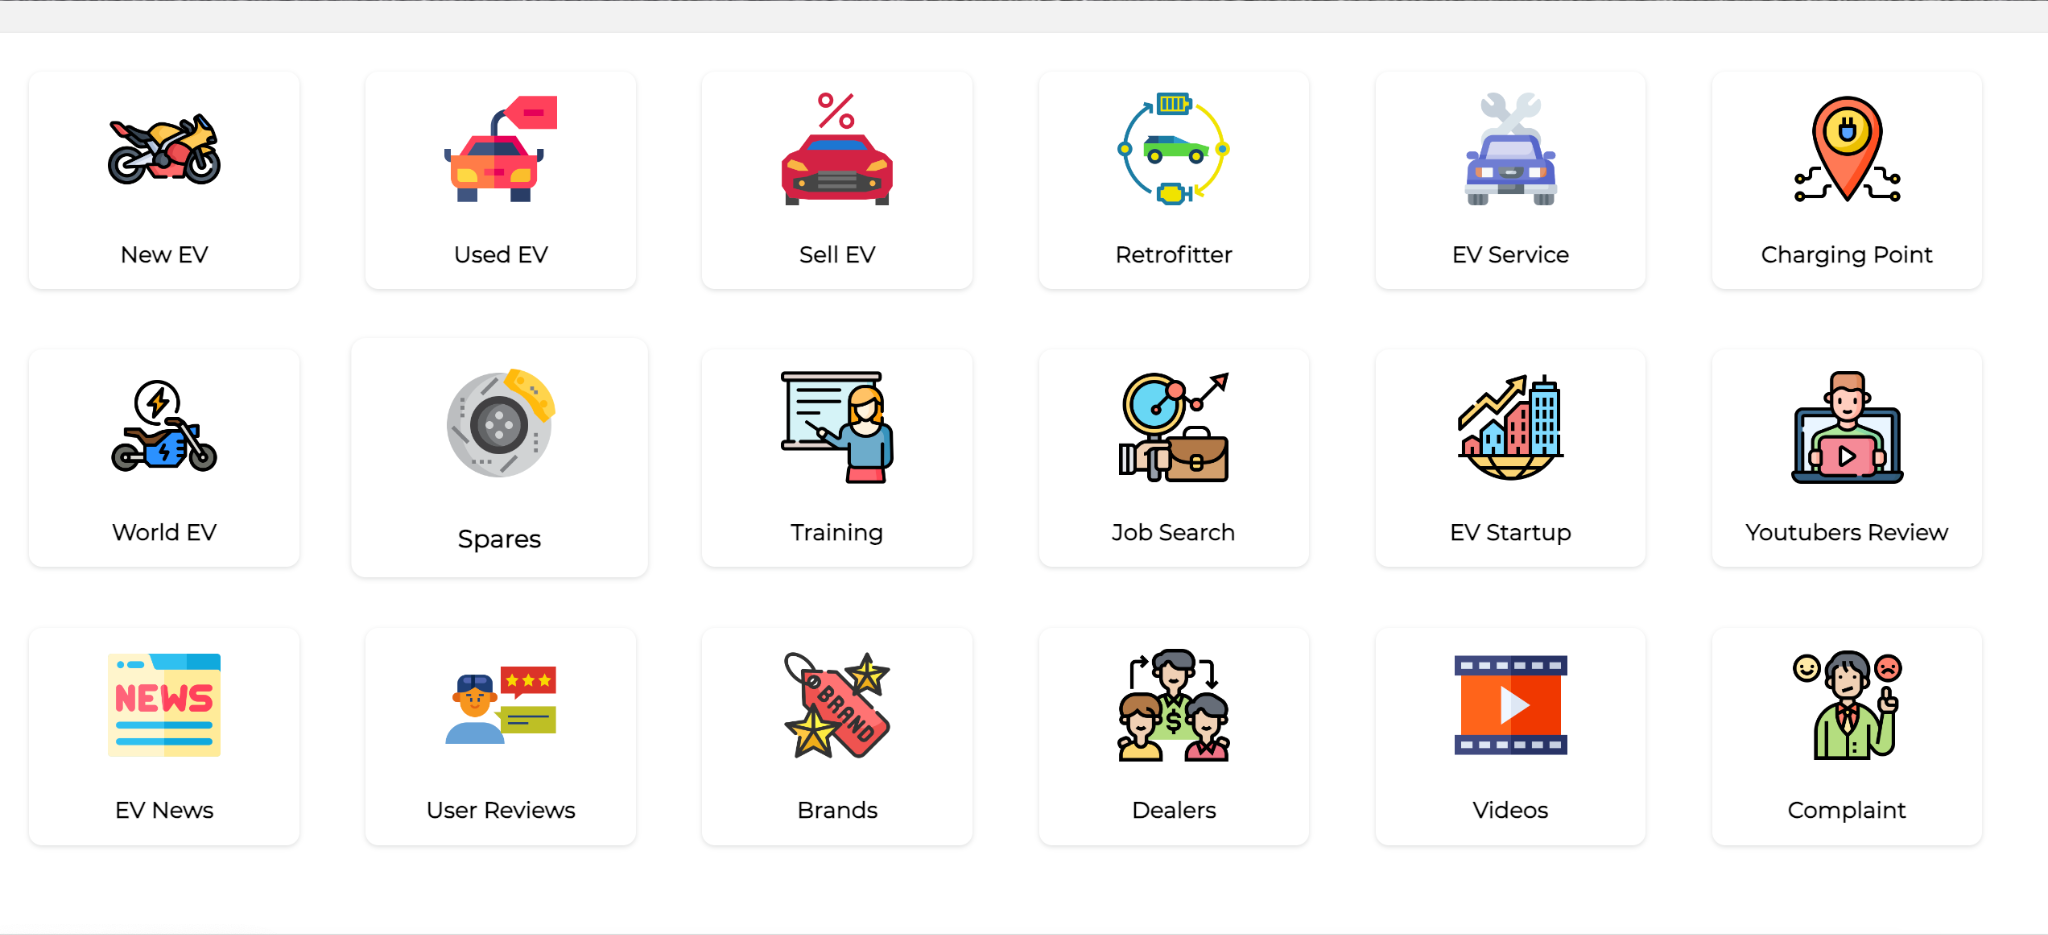 New EV
Used EV
Sell EV
Retrofitter
EV Service
Charging Point
World EV
Spares
Training
Job Search
EV Startup
Youtubers Review
NEWS
BRAND
$
EV News
User Reviews
Brands
Dealers
Videos
Complaint